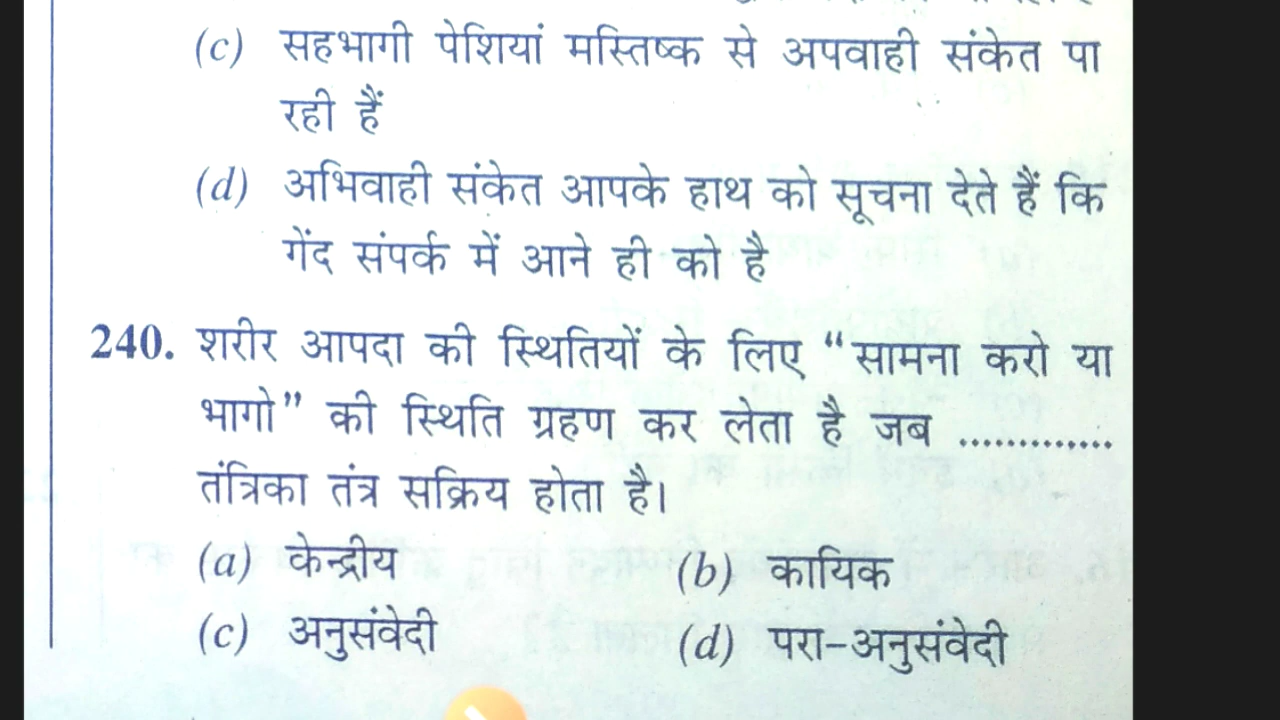 (c) सहभागी पेशियां मस्तिष्क से अपवाही संकेत पा
रही हैं
(d) अभिवाही संकेत आपके हाथ को सूचना देते हैं कि
गेंद संपर्क में आने ही को है
240. शरीर आपदा की स्थितियों के लिए “सामना करो या
भागो” की स्थिति ग्रहण कर लेता है जब .............
तंत्रिका तंत्र सक्रिय होता है।
(a) केन्द्रीय (b) कायिक
(c) अनुसंवेदी (d) परा-अनुसंवेदी